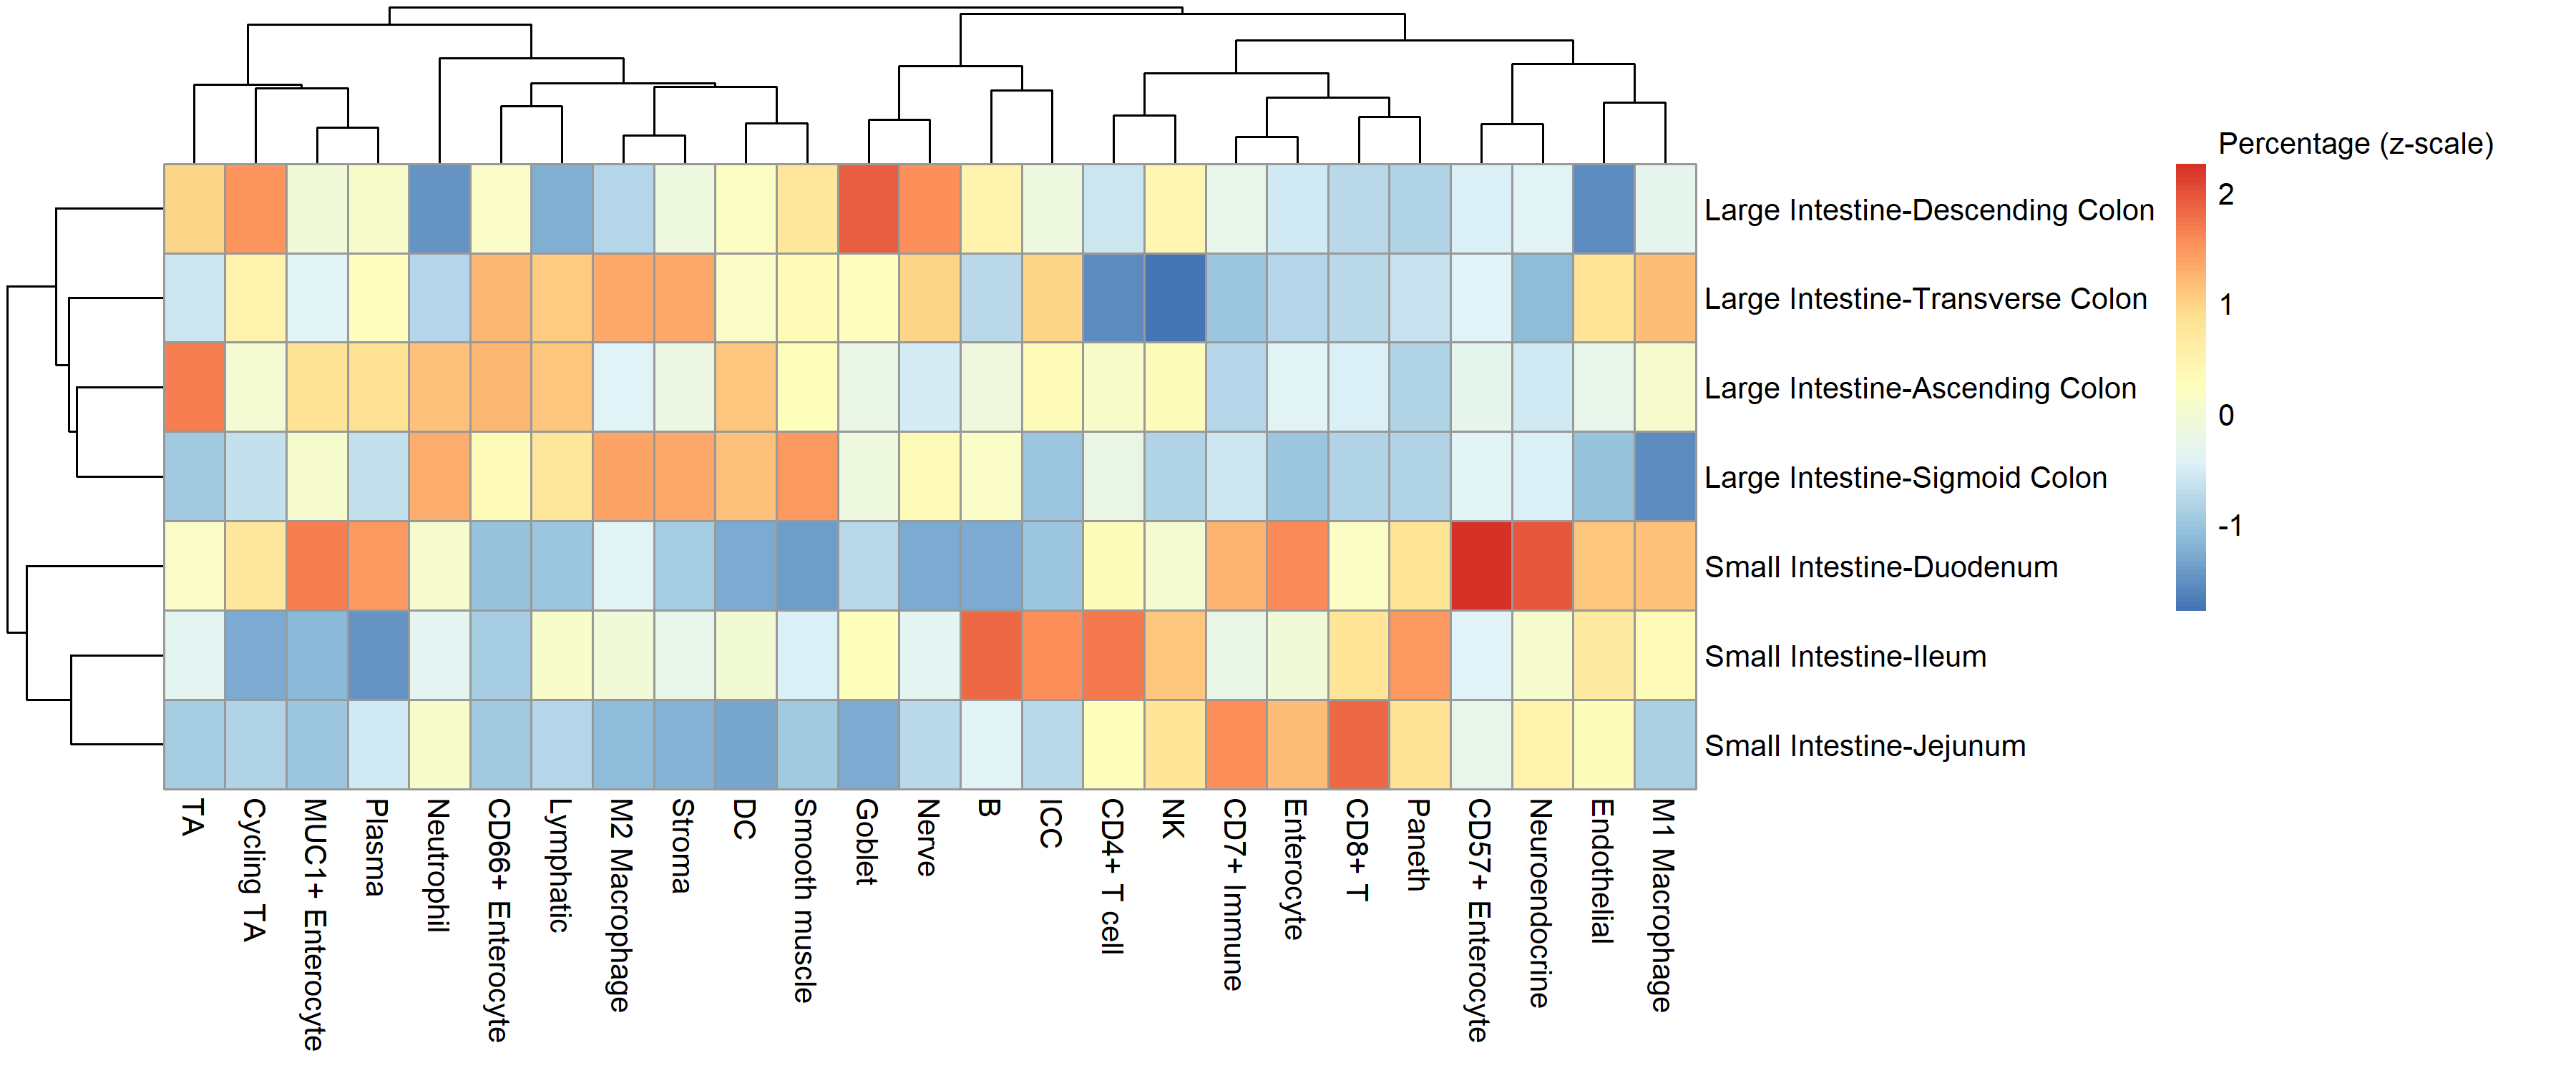 Percentage (z-scale)
2
1
0
-1
Large Intestine-Descending Colon
Large Intestine-Transverse Colon
Large Intestine-Ascending Colon
Large Intestine-Sigmoid Colon
Small Intestine-Duodenum
Small Intestine-Ileum
Small Intestine-Jejunum
TA
Cycling TA
MUC1+ Enterocyte
Plasma
Neutrophil
CD66+ Enterocyte
Lymphatic
M2 Macrophage
Stroma
DC
Smooth muscle
Goblet
Nerve
B
ICC
CD4+ T cell
NK
CD7+ Immune
Enterocyte
CD8+ T
Paneth
CD57+ Enterocyte
Neuroendocrine
Endothelial
M1 Macrophage